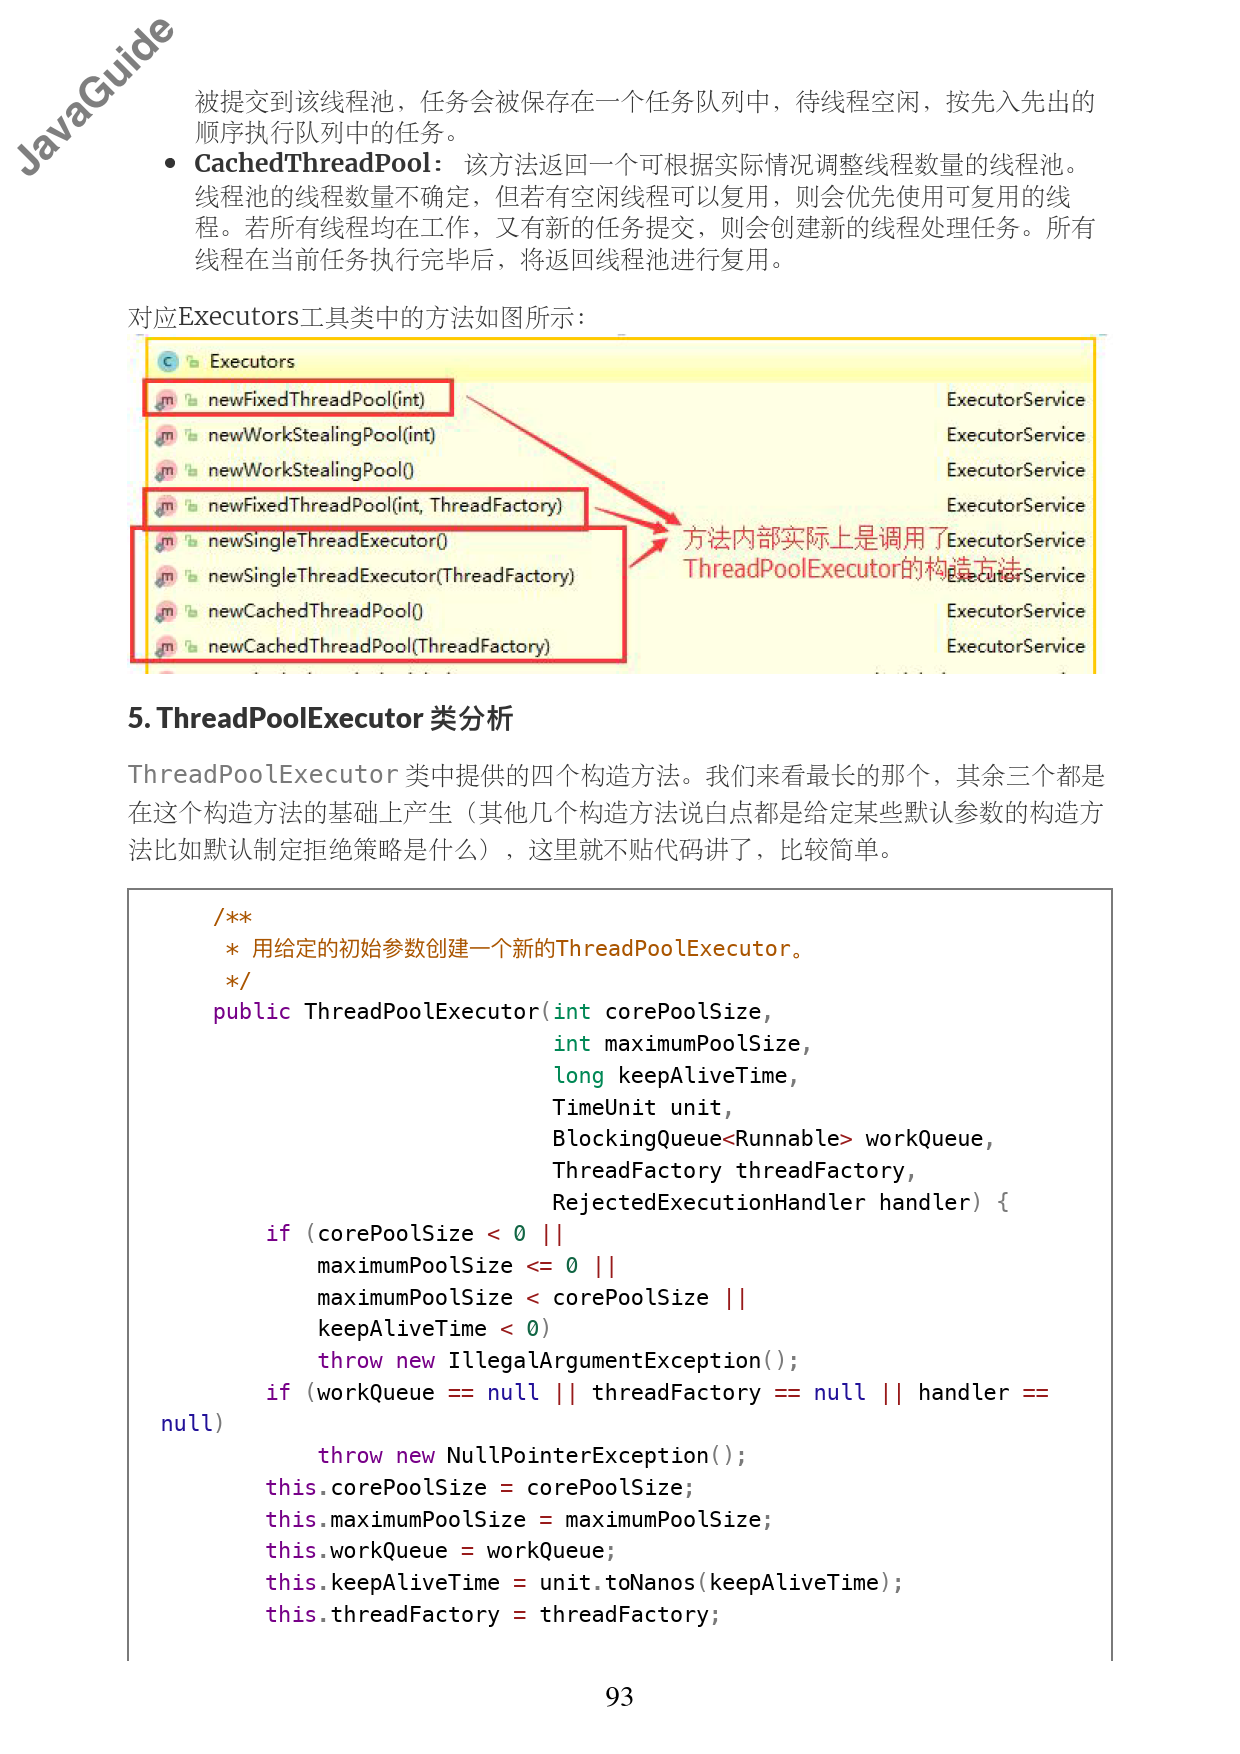 JavaGuide
被提交到该线程池，任务会被保存在一个任务队列中，待线程空闲，按先入先出的
顺序执行队列中的任务。
• CachedThreadPool： 该方法返回一个可根据实际情况调整线程数量的线程池。
线程池的线程数量不确定，但若有空闲线程可以复用，则会优先使用可复用的线
程。若所有线程均在工作，又有新的任务提交，则会创建新的线程处理任务。所有
线程在当前任务执行完毕后，将返回线程池进行复用。
对应Executors工具类中的方法如图所示：
C Executors
m newFixedThreadPool(int) ExecutorService
m newWorkStealingPool(int) ExecutorService
m newWorkStealingPool() ExecutorService
m newFixedThreadPool(int, ThreadFactory) ExecutorService
m newSingleThreadExecutor() ExecutorService
m newSingleThreadExecutor(ThreadFactory) ExecutorService
m newCachedThreadPool() ExecutorService
m newCachedThreadPool(ThreadFactory) ExecutorService
方法内部实际上是调用了
ThreadPoolExecutor的构造方法
5. ThreadPoolExecutor 类分析
ThreadPoolExecutor 类中提供的四个构造方法。我们来看最长的那个，其余三个都是
在这个构造方法的基础上产生（其他几个构造方法说白点都是给定某些默认参数的构造方
法比如默认制定拒绝策略是什么），这里就不贴代码讲了，比较简单。
/**
* 用给定的初始参数创建一个新的ThreadPoolExecutor。
*/
public ThreadPoolExecutor(int corePoolSize,
int maximumPoolSize,
long keepAliveTime,
TimeUnit unit,
BlockingQueue<Runnable> workQueue,
ThreadFactory threadFactory,
RejectedExecutionHandler handler) {
if (corePoolSize < 0 ||
maximumPoolSize <= 0 ||
maximumPoolSize < corePoolSize ||
keepAliveTime < 0)
throw new IllegalArgumentException();
if (workQueue == null || threadFactory == null || handler ==
null)
throw new NullPointerException();
this.corePoolSize = corePoolSize;
this.maximumPoolSize = maximumPoolSize;
this.workQueue = workQueue;
this.keepAliveTime = unit.toNanos(keepAliveTime);
this.threadFactory = threadFactory;
93